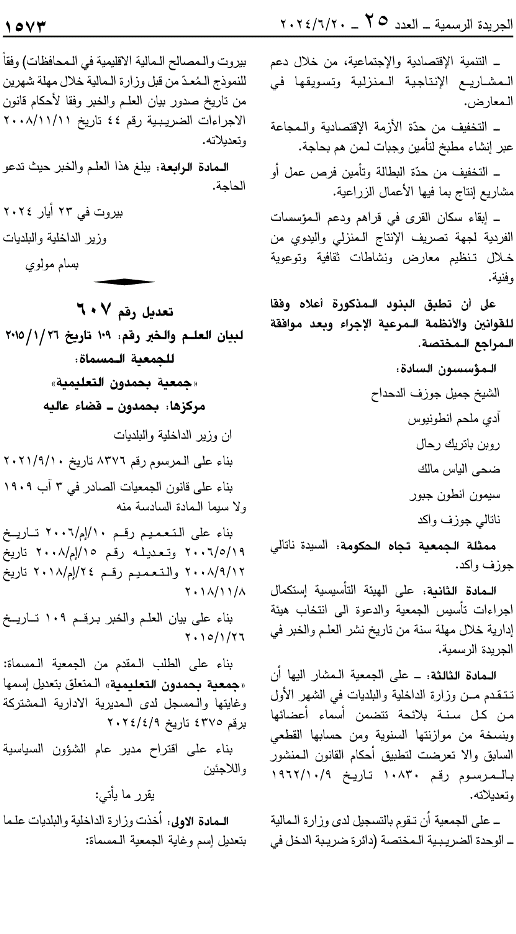 الجريدة الرسمية – العدد ٢٥ – ٢٠٢٤/٦/٢٠
١٥٧٣
– التنمية الإقتصادية والإجتماعية، من خلال دعم
المشاريع الإنتاجية المنزلية وتسويقها في
المعارض.
– التخفيف من حدّة الأزمة الإقتصادية والمجاعة
عبر إنشاء مطبخ لتأمين وجبات لمن هم بحاجة.
– التخفيف من حدّة البطالة وتأمين فرص عمل أو
مشاريع إنتاج بما فيها الأعمال الزراعية.
– إبقاء سكان القرى في قراهم ودعم المؤسسات
الفردية لجهة تصريف الإنتاج المنزلي واليدوي من
خلال تنظيم معارض ونشاطات ثقافية وتوعوية
وفنية.
على أن تطبق البنود المذكورة أعلاه وفقا
للقوانين والأنظمة المرعية الإجراء وبعد موافقة
المراجع المختصة.
المؤسسون السادة:
الشيخ جميل جوزف الدحداح
آدي ملحم انطونيوس
روبن باتريك رحال
ضحى الياس مالك
سيمون انطون جبور
ناتالي جوزف واكد
ممثلة الجمعية تجاه الحكومة: السيدة ناتالي
جوزف واكد.
المادة الثانية: على الهيئة التأسيسية إستكمال
اجراءات تأسيس الجمعية والدعوة الى انتخاب هيئة
إدارية خلال مهلة سنة من تاريخ نشر العلم والخبر في
الجريدة الرسمية.
المادة الثالثة: – على الجمعية المشار اليها أن
تتقدم من وزارة الداخلية والبلديات في الشهر الأول
من كل سنة بلائحة تتضمن أسماء أعضائها
وبنسخة من موازنتها السنوية ومن حسابها القطعي
السابق والا تعرضت لتطبيق أحكام القانون المنشور
بالمرسوم رقم ١٠٨٣٠ تاريخ ١٩٦٢/١٠/٩
وتعديلاته.
– على الجمعية أن تقوم بالتسجيل لدى وزارة المالية
– الوحدة الضريبية المختصة (دائرة ضريبة الدخل في
بيروت والمصالح المالية الاقليمية في المحافظات) وفقاً
للنموذج المُعدّ من قبل وزارة المالية خلال مهلة شهرين
من تاريخ صدور بيان العلم والخبر وفقا لأحكام قانون
الاجراءات الضريبية رقم ٤٤ تاريخ ٢٠٠٨/١١/١١
وتعديلاته.
المادة الرابعة: يبلغ هذا العلم والخبر حيث تدعو
الحاجة.
بيروت في ٢٣ أيار ٢٠٢٤
وزير الداخلية والبلديات
بسام مولوي
تعديل رقم ٦٠٧
لبيان العلم والخبر رقم: ١٠٩ تاريخ ٢٠١٥/١/٢٦
للجمعية المسماة:
«جمعية بحمدون التعليمية»
مركزها: بحمدون – قضاء عاليه
ان وزير الداخلية والبلديات
بناء على المرسوم رقم ٨٣٧٦ تاريخ ٢٠٢١/٩/١٠
بناء على قانون الجمعيات الصادر في ٣ آب ١٩٠٩
ولا سيما المادة السادسة منه
بناء على التعميم رقم ١٠/إم/٢٠٠٦ تاريخ
٢٠٠٦/٥/١٩ وتعديله رقم ١٥/إم/٢٠٠٨ تاريخ
٢٠٠٨/٩/١٢ والتعميم رقم ٢٤/إم/٢٠١٨ تاريخ
٢٠١٨/١١/٨
بناء على بيان العلم والخبر برقم ١٠٩ تاريخ
٢٠١٥/١/٢٦
بناء على الطلب المقدم من الجمعية المسماة:
«جمعية بحمدون التعليمية» المتعلق بتعديل إسمها
وغايتها والمسجل لدى المديرية الادارية المشتركة
برقم ٤٣٧٥ تاريخ ٢٠٢٤/٤/٩
بناء على اقتراح مدير عام الشؤون السياسية
واللاجئين
يقرر ما يأتي:
المادة الاولى: أخذت وزارة الداخلية والبلديات علما
بتعديل إسم وغاية الجمعية المسماة: